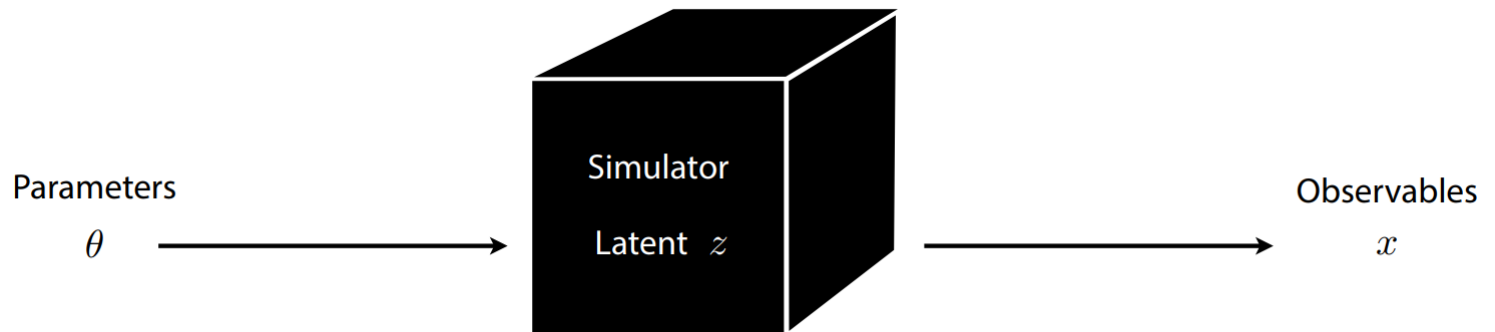 Parameters
θ
Simulator
Latent z
Observables
x